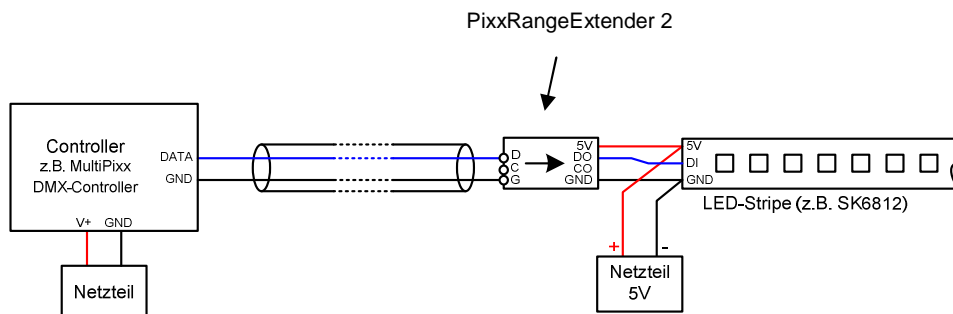 PixxRangeExtender 2
Controller
z.B. MultiPixx
DMX-Controller
DATA
GND
V+
GND
Netzteil
D
C
G
5V
DO
CO
GND
5V
DI
GND
LED-Stripe (z.B. SK6812)
+
-
Netzteil
5V